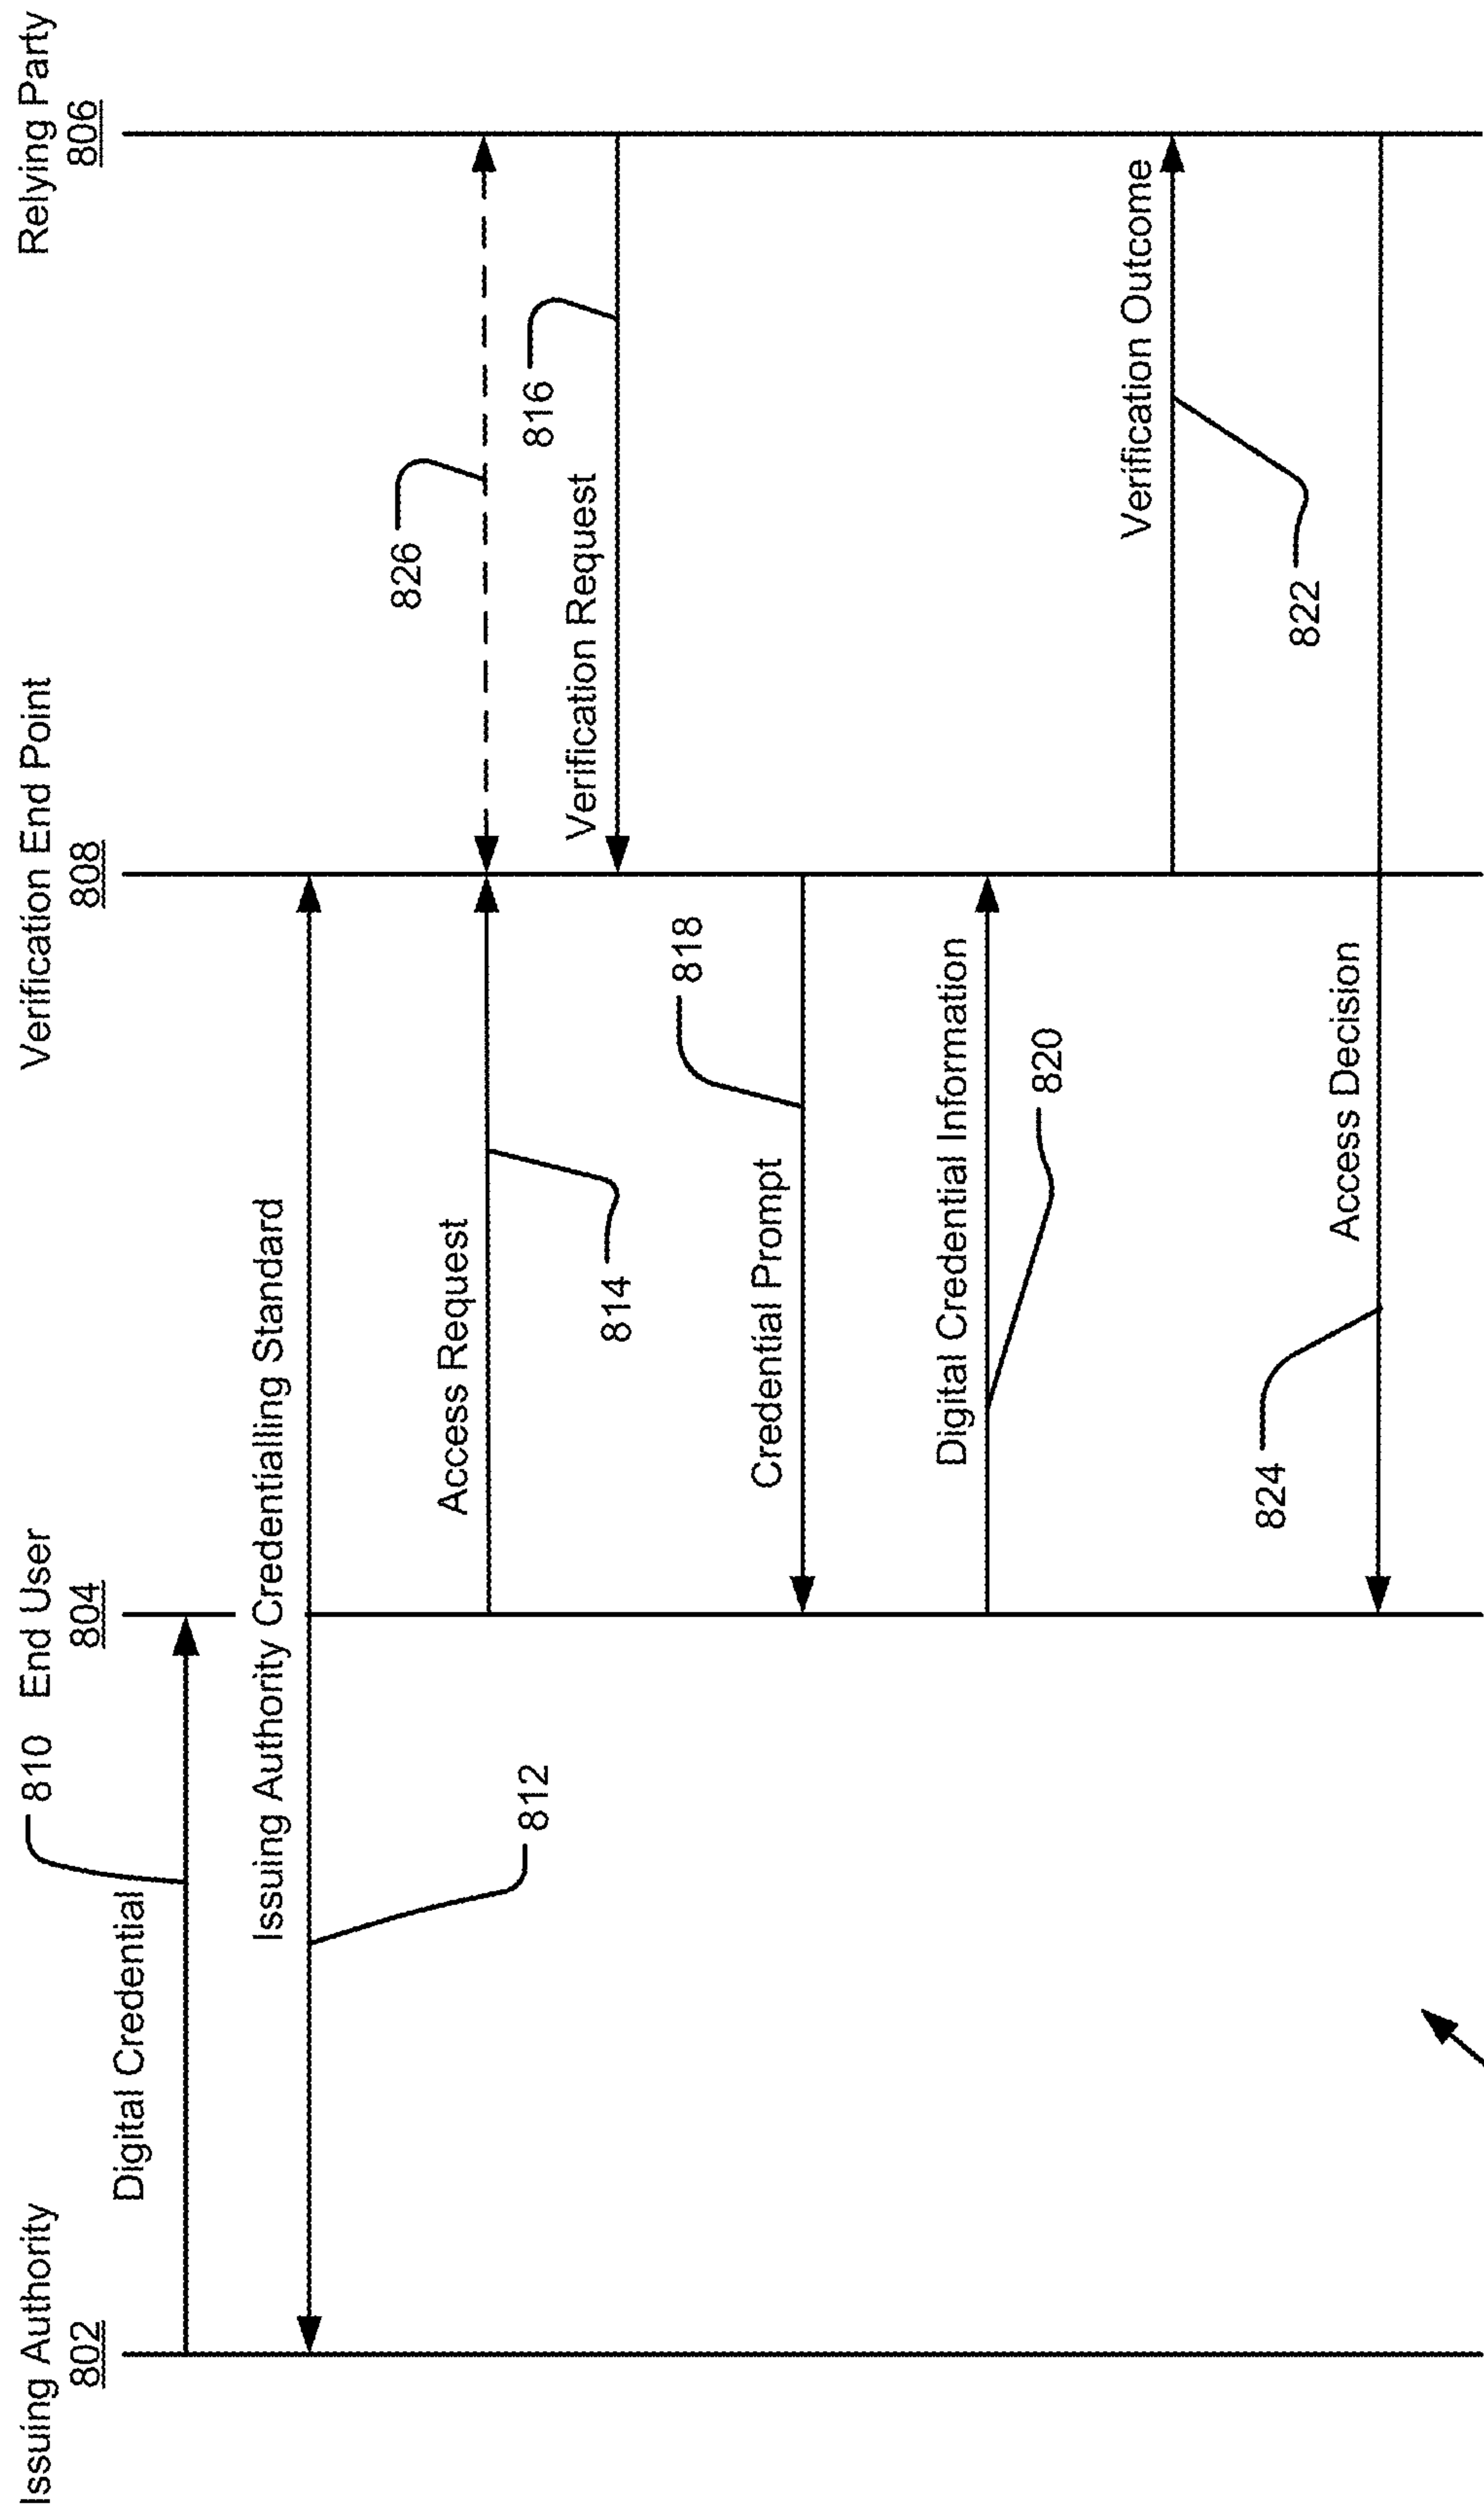 Issuing Authority
802
810
End User
804
Verification End Point
808
Relying Party
806
Digital Credential
Issuing Authority Credentialling Standard
812
Access Request
814
826
816
Verification Request
818
Credential Prompt
Digital Credential Information
820
Verification Outcome
822
Access Decision
824